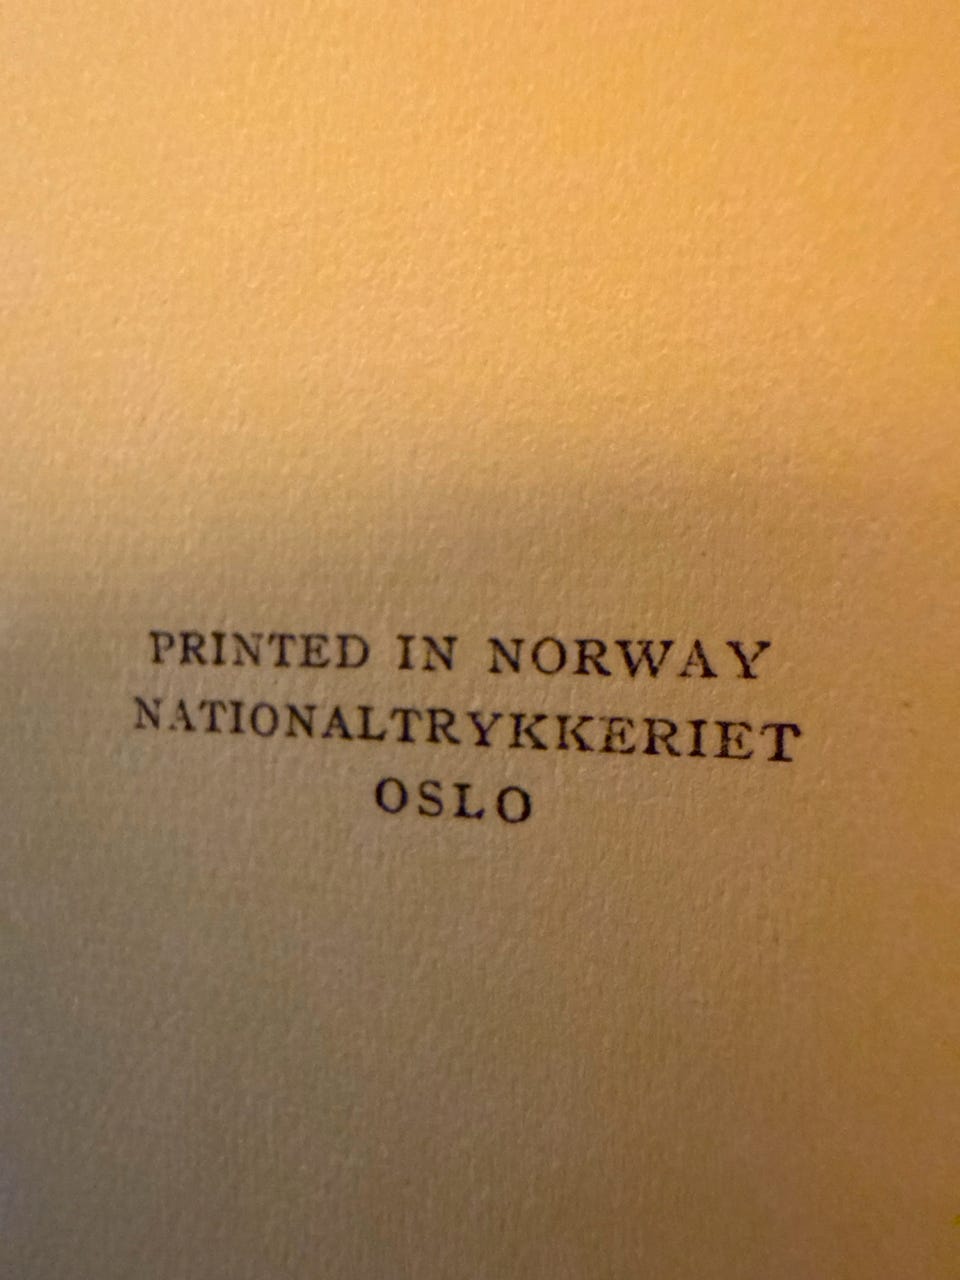 PRINTED IN NORWAY
NATIONALTRYKKERIET
OSLO